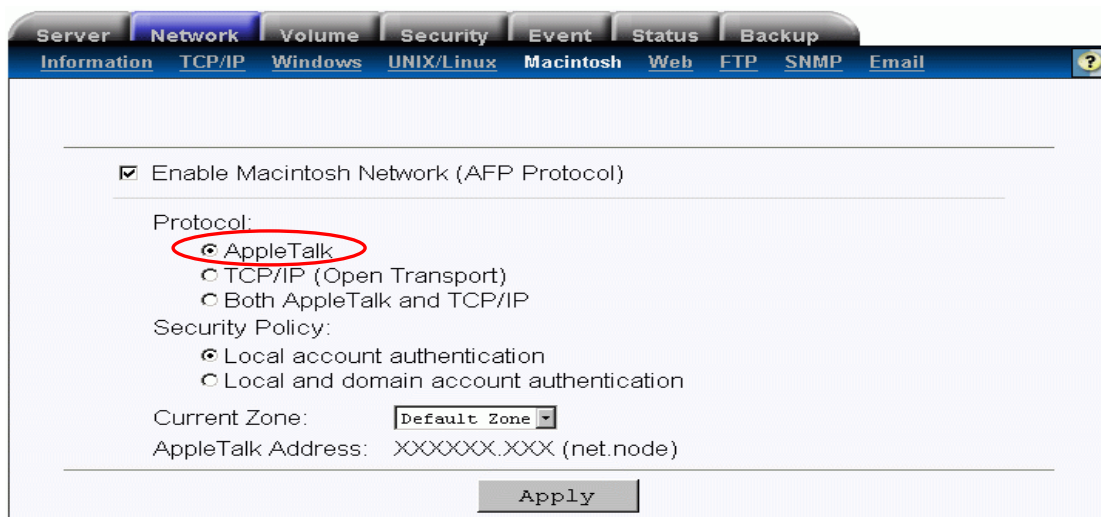 Server Network Volume Security Event Status Backup
Information TCP/IP Windows UNIX/Linux Macintosh Web FTP SNMP Email ?
Enable Macintosh Network (AFP Protocol)
Protocol:
AppleTalk
TCP/IP (Open Transport)
Both AppleTalk and TCP/IP
Security Policy:
Local account authentication
Local and domain account authentication
Current Zone: Default Zone
AppleTalk Address: XXXXXX.XXX (net.node)
Apply